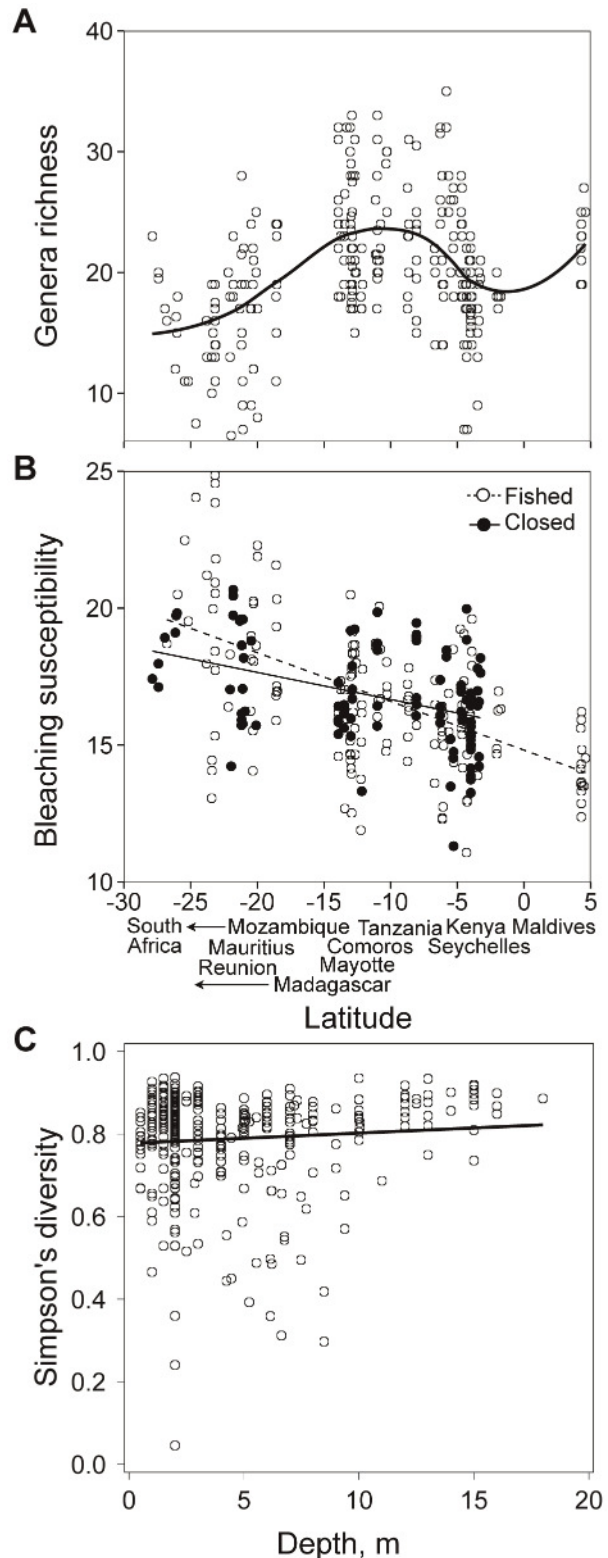 A
40
30
20
10
Genera richness
B
25
20
15
10
Bleaching susceptibility
Fished
Closed
-30 -25 -20 -15 -10 -5 0 5
South Africa ← Mozambique Tanzania Kenya Maldives
Mauritius Comoros Seychelles
Reunion Mayotte
← Madagascar
Latitude
C
1.0
0.8
0.6
0.4
0.2
0.0
Simpson's diversity
0 5 10 15 20
Depth, m